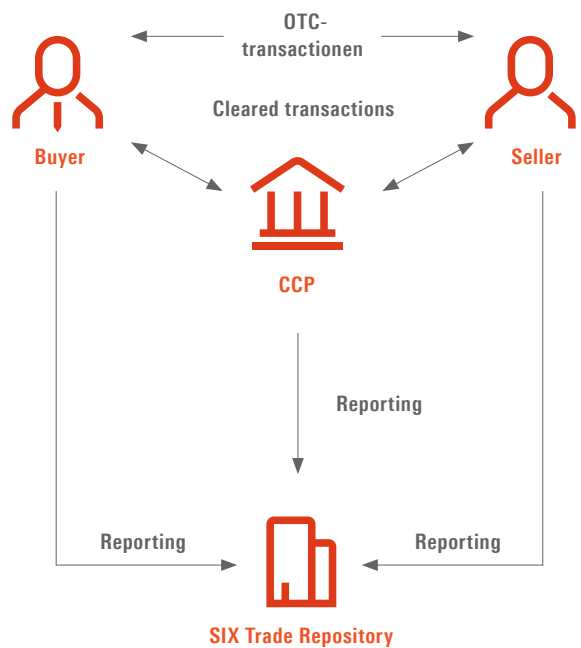 OTC-
transactionen
Cleared transactions
Buyer
Seller
CCP
Reporting
Reporting
Reporting
SIX Trade Repository